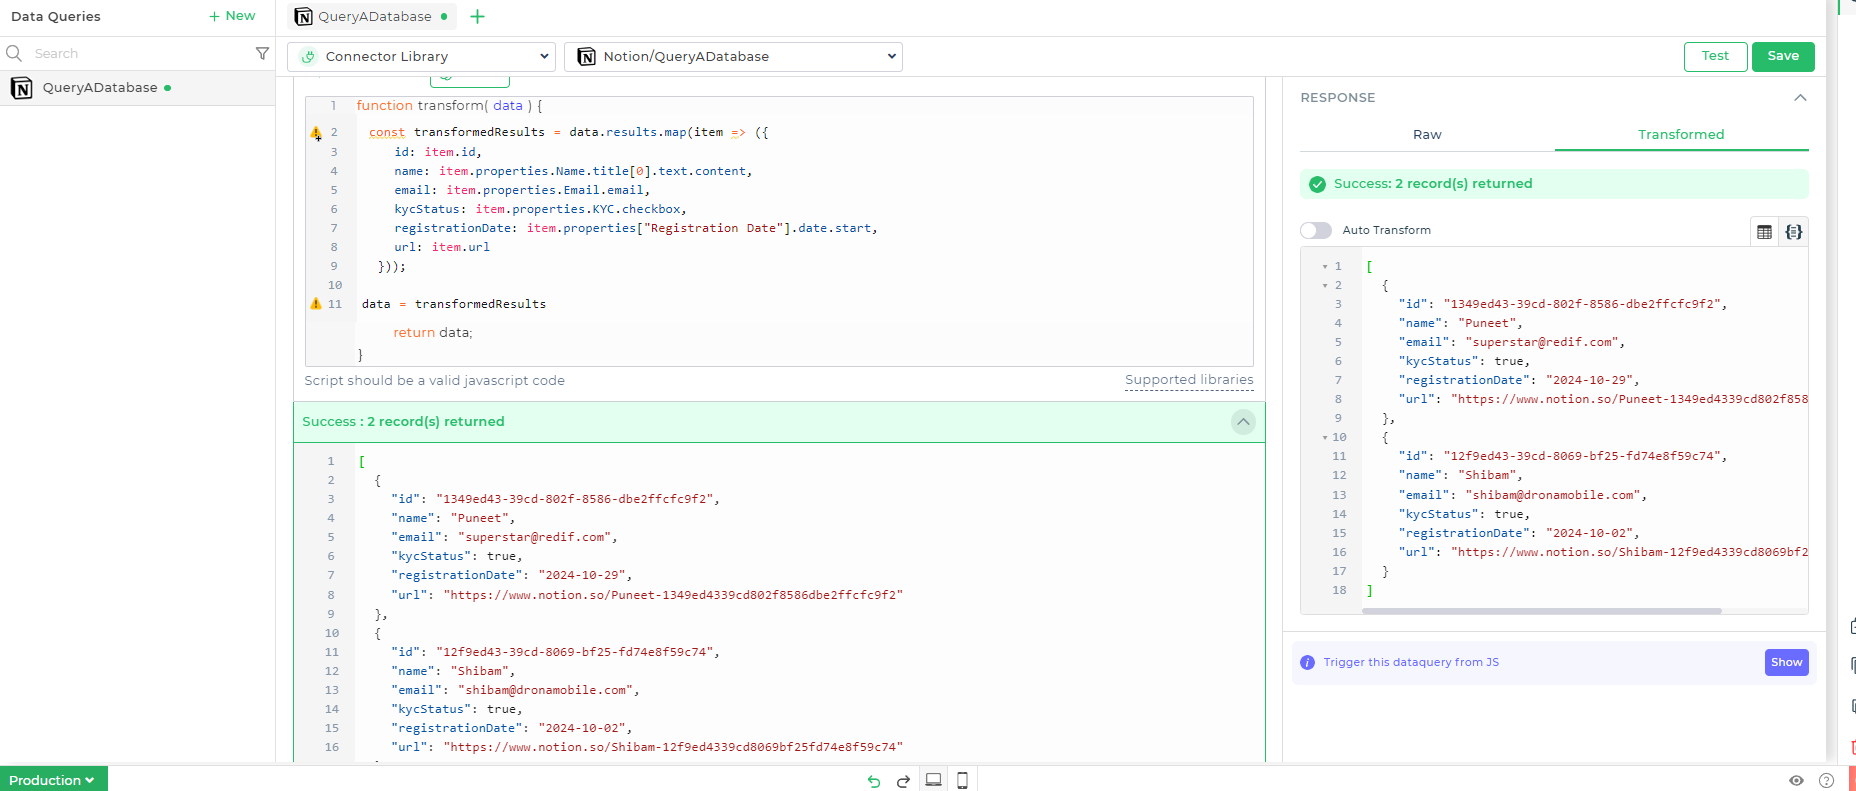 Data Queries
+ New
Search
QueryADatabase
QueryADatabase
Connector Library
Notion/QueryADatabase
Test
Save
1 function transform( data ) {
2 const transformedResults = data.results.map(item => ({
3 id: item.id,
4 name: item.properties.Name.title[0].text.content,
5 email: item.properties.Email.email,
6 kycStatus: item.properties.KYC.checkbox,
7 registrationDate: item.properties["Registration Date"].date.start,
8 url: item.url
9 }));
10
11 data = transformedResults
return data;
}
Script should be a valid javascript code
Supported libraries
Success : 2 record(s) returned
1 [
2 {
3 "id": "1349ed43-39cd-802f-8586-dbe2ffcfc9f2",
4 "name": "Puneet",
5 "email": "superstar@redif.com",
6 "kycStatus": true,
7 "registrationDate": "2024-10-29",
8 "url": "https://www.notion.so/Puneet-1349ed4339cd802f8586dbe2ffcfc9f2"
9 },
10 {
11 "id": "12f9ed43-39cd-8069-bf25-fd74e8f59c74",
12 "name": "Shibam",
13 "email": "shibam@dronamobile.com",
14 "kycStatus": true,
15 "registrationDate": "2024-10-02",
16 "url": "https://www.notion.so/Shibam-12f9ed4339cd8069bf25fd74e8f59c74"
RESPONSE
Raw
Transformed
Success: 2 record(s) returned
Auto Transform
1 [
2 {
3 "id": "1349ed43-39cd-802f-8586-dbe2ffcfc9f2",
4 "name": "Puneet",
5 "email": "superstar@redif.com",
6 "kycStatus": true,
7 "registrationDate": "2024-10-29",
8 "url": "https://www.notion.so/Puneet-1349ed4339cd802f858
9 },
10 {
11 "id": "12f9ed43-39cd-8069-bf25-fd74e8f59c74",
12 "name": "Shibam",
13 "email": "shibam@dronamobile.com",
14 "kycStatus": true,
15 "registrationDate": "2024-10-02",
16 "url": "https://www.notion.so/Shibam-12f9ed4339cd8069bf2
17 }
18 ]
Trigger this dataquery from JS
Show
Production